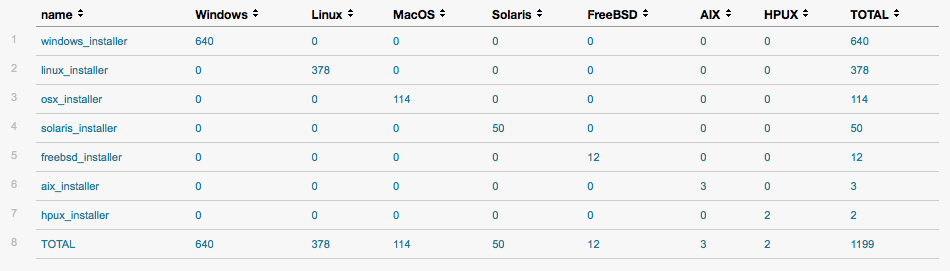 name Windows Linux MacOS Solaris FreeBSD AIX HPUX TOTAL
1 windows_installer 640 0 0 0 0 0 0 640
2 linux_installer 0 378 0 0 0 0 0 378
3 osx_installer 0 0 114 0 0 0 0 114
4 solaris_installer 0 0 0 50 0 0 0 50
5 freebsd_installer 0 0 0 0 12 0 0 12
6 aix_installer 0 0 0 0 0 3 0 3
7 hpux_installer 0 0 0 0 0 0 2 2
8 TOTAL 640 378 114 50 12 3 2 1199